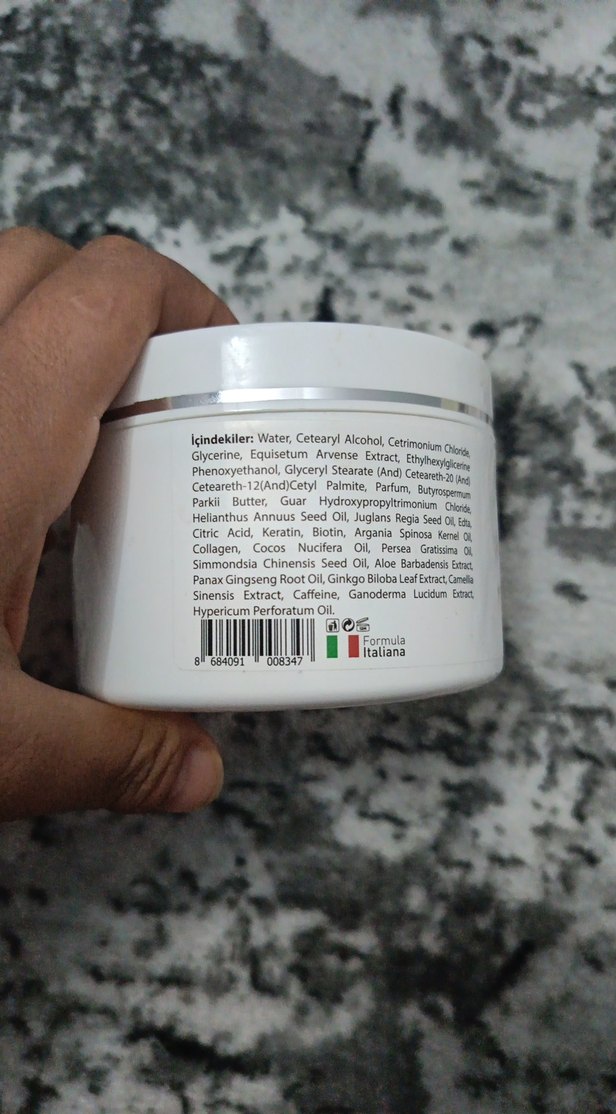 İçindekiler: Water, Cetearyl Alcohol, Cetrimonium Chloride,
Glycerine, Equisetum Arvense Extract, Ethylhexylglicerine
Phenoxyethanol, Glyceryl Stearate (And) Ceteareth-20 (And)
Ceteareth-12(And)Cetyl Palmite, Parfum, Butyrospermum
Parkii Butter, Guar Hydroxypropyltrimonium Chloride,
Helianthus Annuus Seed Oil, Juglans Regia Seed Oil, Edta,
Citric Acid, Keratin, Biotin, Argania Spinosa Kernel Oil,
Collagen, Cocos Nucifera Oil, Persea Gratissima Oil,
Simmondsia Chinensis Seed Oil, Aloe Barbadensis Extract,
Panax Gingseng Root Oil, Ginkgo Biloba Leaf Extract, Camellia
Sinensis Extract, Caffeine, Ganoderma Lucidum Extract,
Hypericum Perforatum Oil.
8 684091 008347
Formula
Italiana